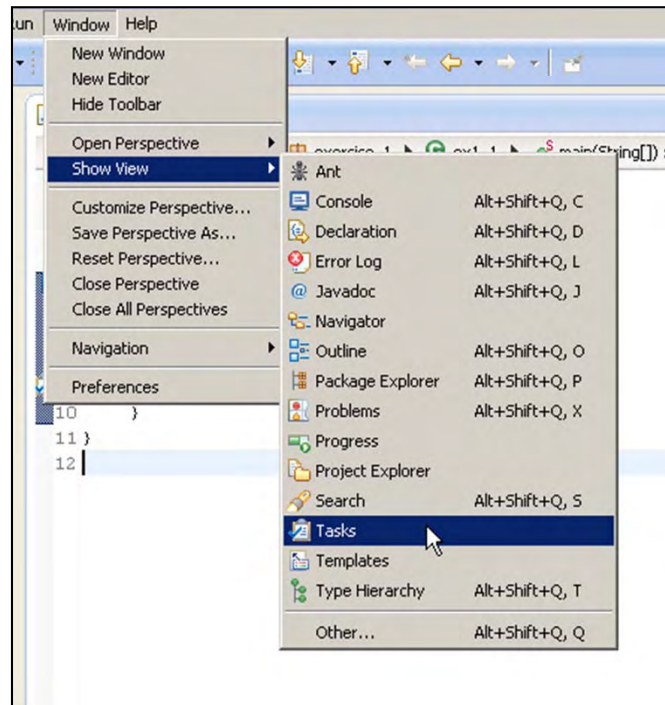 Window Help
New Window
New Editor
Hide Toolbar
Open Perspective
Show View
Customize Perspective...
Save Perspective As...
Reset Perspective...
Close Perspective
Close All Perspectives
Navigation
Preferences
main(String[])
Ant
Console Alt+Shift+Q, C
Declaration Alt+Shift+Q, D
Error Log Alt+Shift+Q, L
Javadoc Alt+Shift+Q, J
Navigator
Outline Alt+Shift+Q, O
Package Explorer Alt+Shift+Q, P
Problems Alt+Shift+Q, X
Progress
Project Explorer
Search Alt+Shift+Q, S
Tasks
Templates
Type Hierarchy Alt+Shift+Q, T
Other... Alt+Shift+Q, Q
10 }
11 }
12